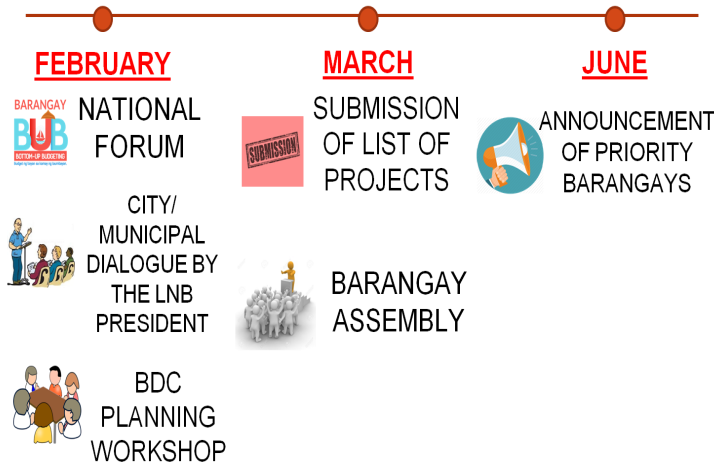 FEBRUARY
BARANGAY
BUB
BOTTOM-UP BUDGETING
NATIONAL
FORUM
CITY/
MUNICIPAL
DIALOGUE BY
THE LNB
PRESIDENT
BDC
PLANNING
WORKSHOP
MARCH
SUBMISSION
SUBMISSION
OF LIST OF
PROJECTS
BARANGAY
ASSEMBLY
JUNE
ANNOUNCEMENT
OF PRIORITY
BARANGAYS